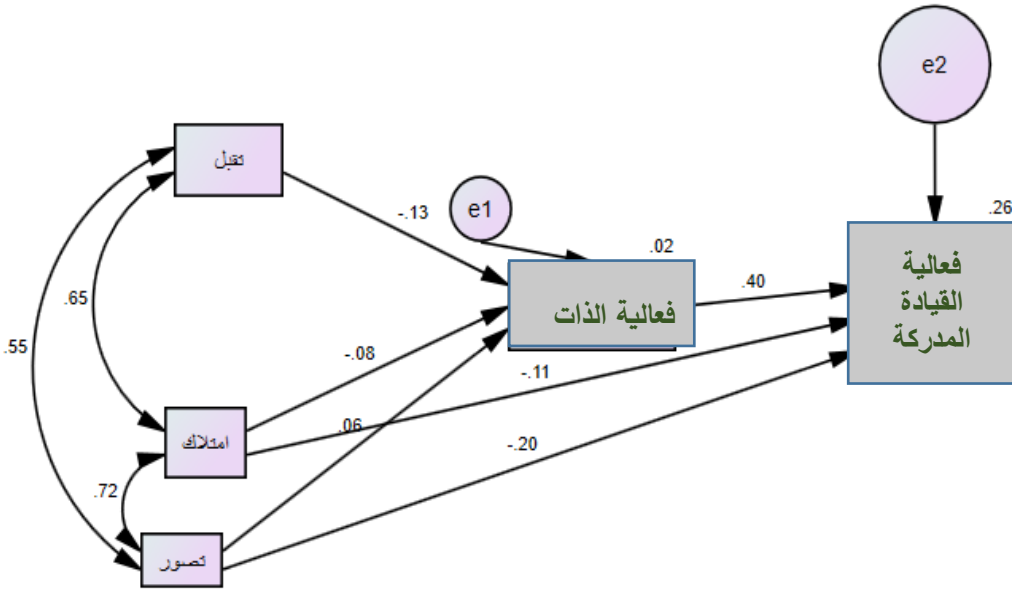 e2
تقبل
e1
-.13
.02
.26
فعالية
القيادة
المدركة
فعالية الذات
.40
.65
.55
-.08
-.11
.06
امتلاك
-.20
.72
تصور